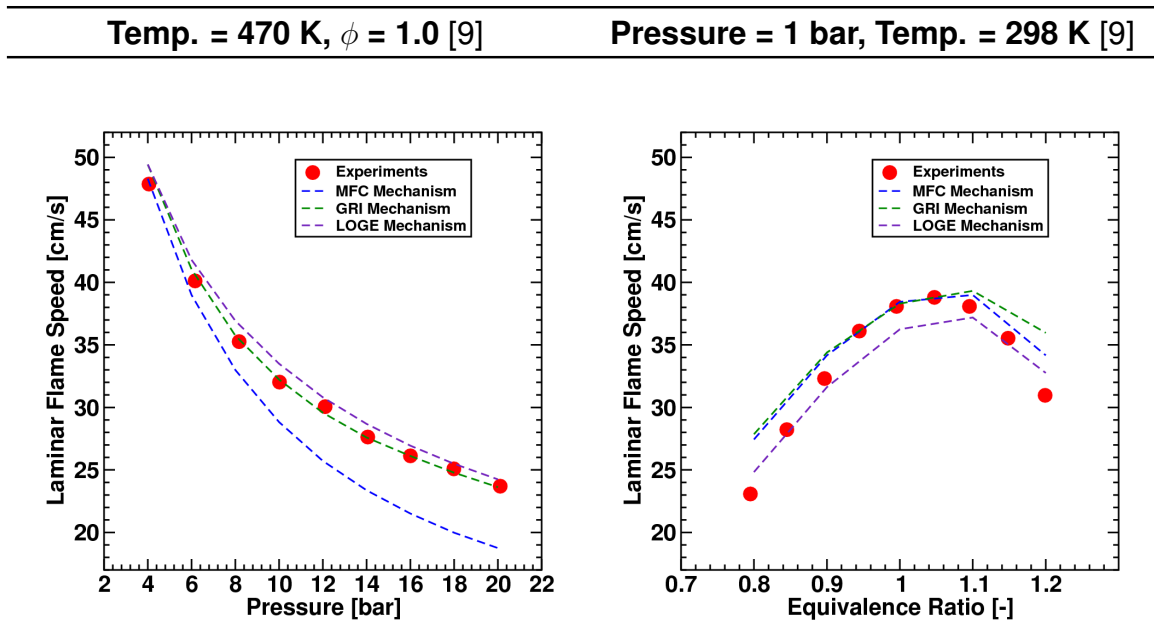 Temp. = 470 K, ϕ = 1.0 [9]
Pressure = 1 bar, Temp. = 298 K [9]
50
45
40
35
30
25
20
2 4 6 8 10 12 14 16 18 20 22
Pressure [bar]
Laminar Flame Speed [cm/s]
Experiments
MFC Mechanism
GRI Mechanism
LOGE Mechanism
50
45
40
35
30
25
20
0.7 0.8 0.9 1 1.1 1.2
Equivalence Ratio [-]
Laminar Flame Speed [cm/s]
Experiments
MFC Mechanism
GRI Mechanism
LOGE Mechanism